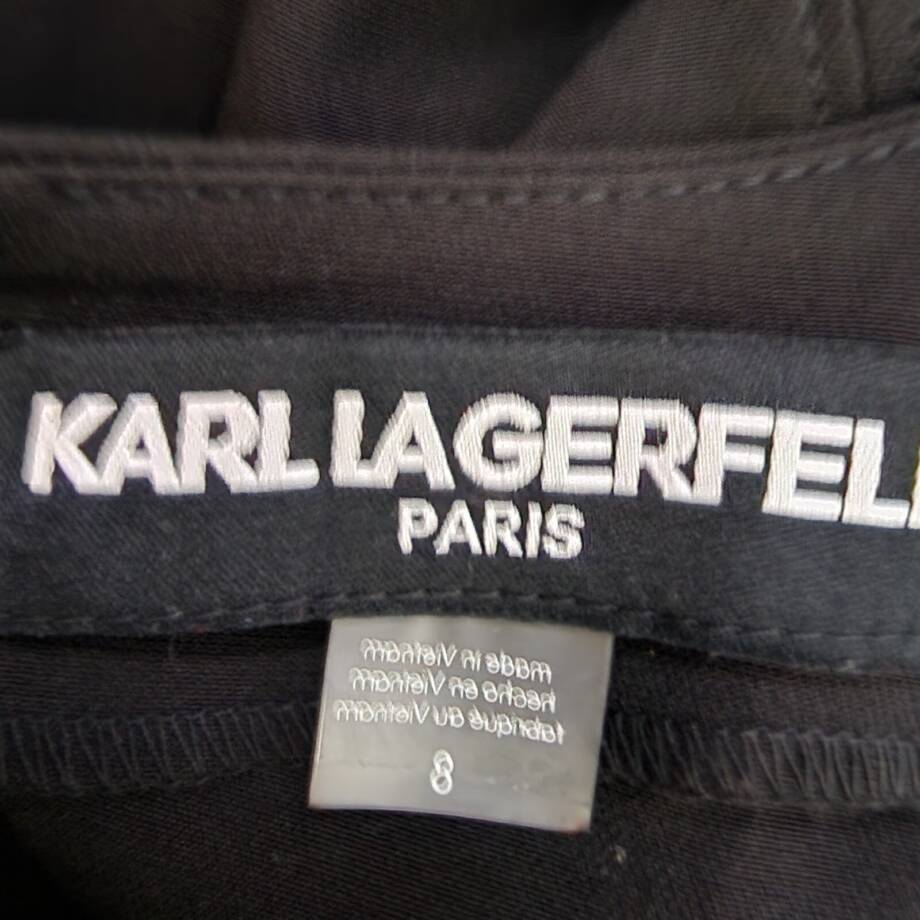 KARL LAGERFEL
PARIS
made in Vietnam
hecho en Vietnam
fabriqué au Vietnam
8